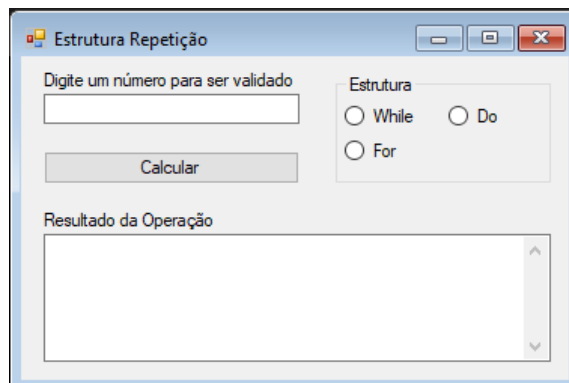 Estrutura Repetição
Digite um número para ser validado
Estrutura
While
Do
For
Calcular
Resultado da Operação